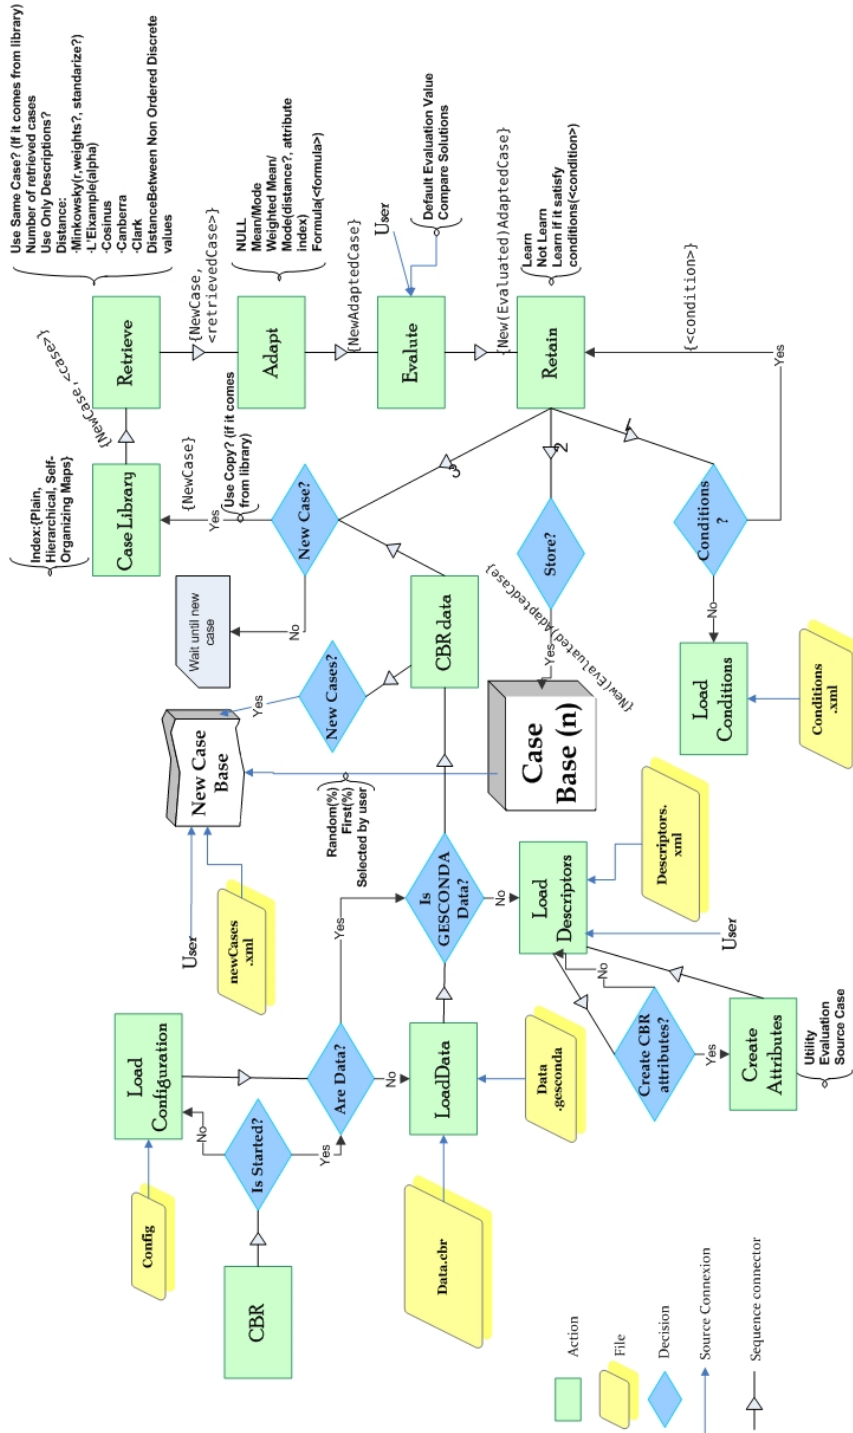 CBR
Is Started?
No
Yes
Config
Load
Configuration
Are Data?
Yes
No
LoadData
Data.cbr
Data
.gesconda
Is
GESCONDA
Data?
No
Load
Descriptors
Descriptors.
xml
User
Create CBR
attributes?
No
Yes
Create
Attributes
Utility
Evaluation
Source Case
User
newCases
.xml
New Case
Base
Random(%)
First(%)
Selected by user
Yes
New Cases?
CBR data
Case
Base (n)
Wait until new
case
No
New Case?
Yes
{NewCase}
Use Copy? (if it comes
from library)
Case Library
Index:{Plain,
Hierarchical, Self-
Organizing Maps}
{NewCase,<case>}
Retrieve
Use Same Case? (If it comes from library)
Number of retrieved cases
Use Only Descriptions?
Distance:
·Minkowsky(r,weights?, standarize?)
·L'Eixample(alpha)
·Cosinus
·Canberra
·Clark
DistanceBetween Non Ordered Discrete
values
{NewCase,
<retrievedCase>}
Adapt
NULL
Mean/Mode
Weighted Mean/
Mode(distance?, attribute
index)
Formula(<formula>)
{NewAdaptedCase}
Evaluate
User
Default Evaluation Value
Compare Solutions
{New(Evaluated)AdaptedCase}
Retain
Learn
Not Learn
Learn if it satisfy
conditions(<condition>)
{<condition>}
3
2
1
Store?
Yes
{New(Evaluated)AdaptedCase}
Conditions
?
Yes
No
Load
Conditions
Conditions
.xml
Action
File
Decision
Source Connexion
Sequence connector